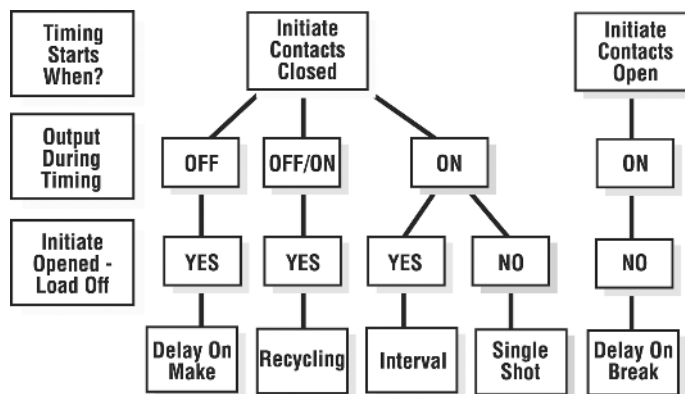 Timing
Starts
When?
Initiate
Contacts
Closed
Initiate
Contacts
Open
Output
During
Timing
OFF
OFF/ON
ON
ON
Initiate
Opened -
Load Off
YES
YES
YES
NO
NO
Delay On
Make
Recycling
Interval
Single
Shot
Delay On
Break